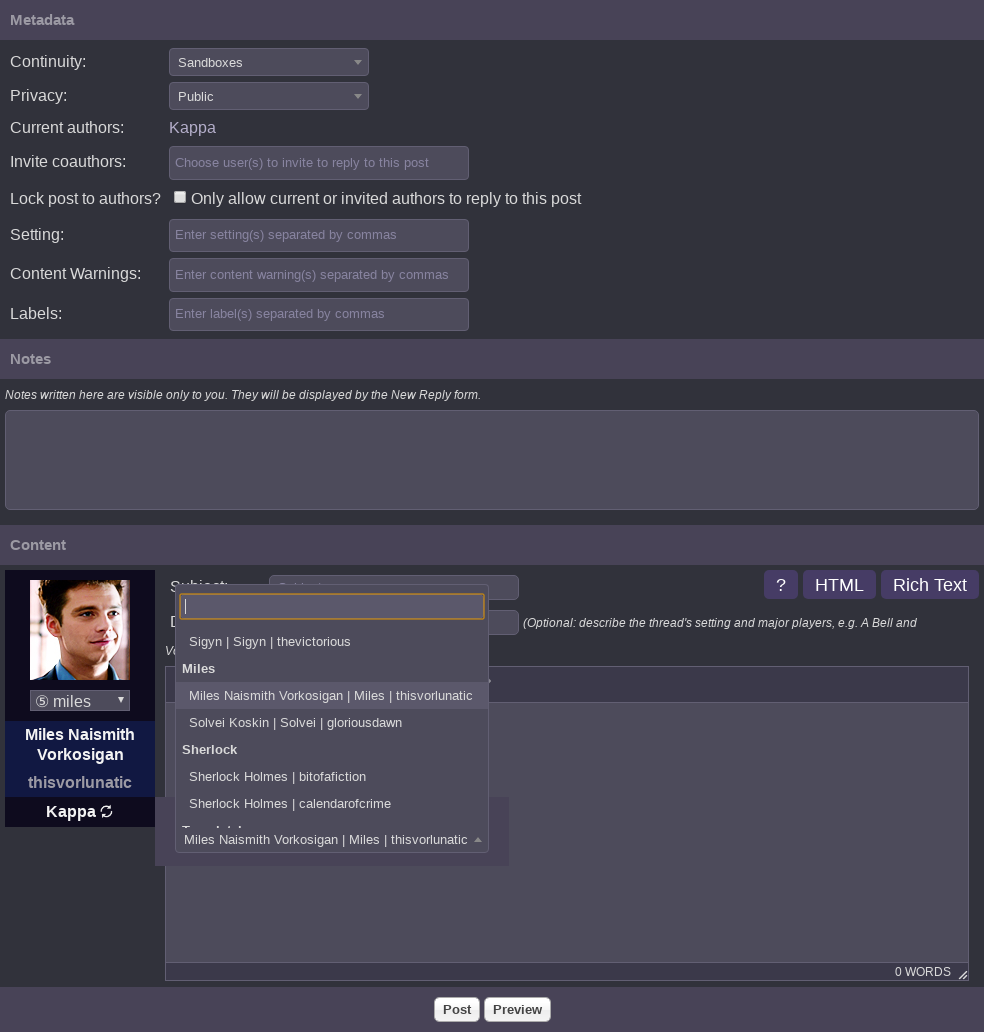 Metadata
Continuity:
Sandboxes
Privacy:
Public
Current authors:
Kappa
Invite coauthors:
Choose user(s) to invite to reply to this post
Lock post to authors?
Only allow current or invited authors to reply to this post
Setting:
Enter setting(s) separated by commas
Content Warnings:
Enter content warning(s) separated by commas
Labels:
Enter label(s) separated by commas
Notes
Notes written here are visible only to you. They will be displayed by the New Reply form.
Content
? HTML Rich Text
(Optional: describe the thread's setting and major players, e.g. A Bell and
Sigyn | Sigyn | thevictorious
Miles
Miles Naismith Vorkosigan | Miles | thisvorlunatic
Solvei Koskin | Solvei | gloriousdawn
Sherlock
Sherlock Holmes | bitofafiction
Sherlock Holmes | calendarofcrime
Miles Naismith Vorkosigan | Miles | thisvorlunatic
⑤ miles
Miles Naismith
Vorkosigan
thisvorlunatic
Kappa
0 WORDS
Post Preview